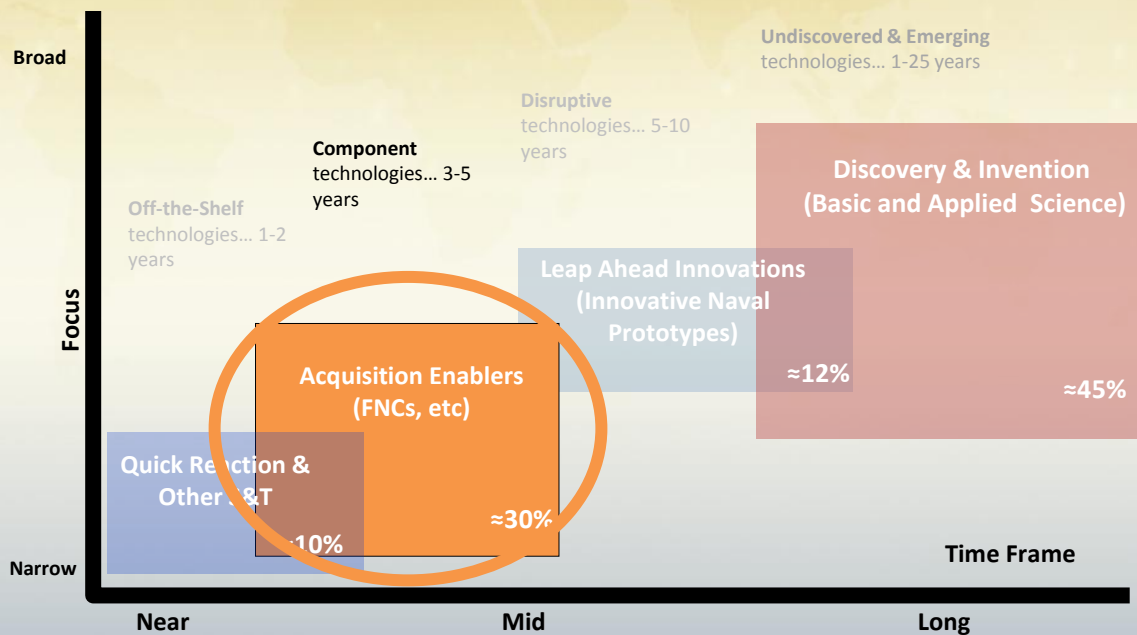 Broad
Undiscovered & Emerging
technologies... 1-25 years
Disruptive
technologies... 5-10
years
Component
technologies... 3-5
years
Discovery & Invention
(Basic and Applied Science)
Off-the-Shelf
technologies... 1-2
years
Leap Ahead Innovations
(Innovative Naval
Prototypes)
Focus
≈12%
≈45%
Acquisition Enablers
(FNCs, etc)
Quick Reaction &
Other S&T
≈30%
≈10%
Time Frame
Narrow
Near
Mid
Long